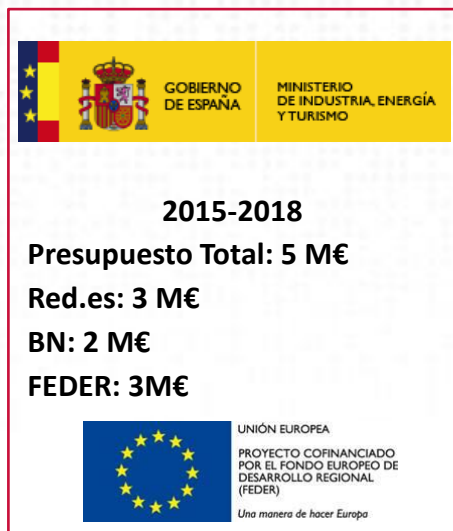 GOBIERNO
DE ESPAÑA
MINISTERIO
DE INDUSTRIA, ENERGÍA
Y TURISMO
2015-2018
Presupuesto Total: 5 M€
Red.es: 3 M€
BN: 2 M€
FEDER: 3M€
UNIÓN EUROPEA
PROYECTO COFINANCIADO
POR EL FONDO EUROPEO DE
DESARROLLO REGIONAL
(FEDER)
Una manera de hacer Europa